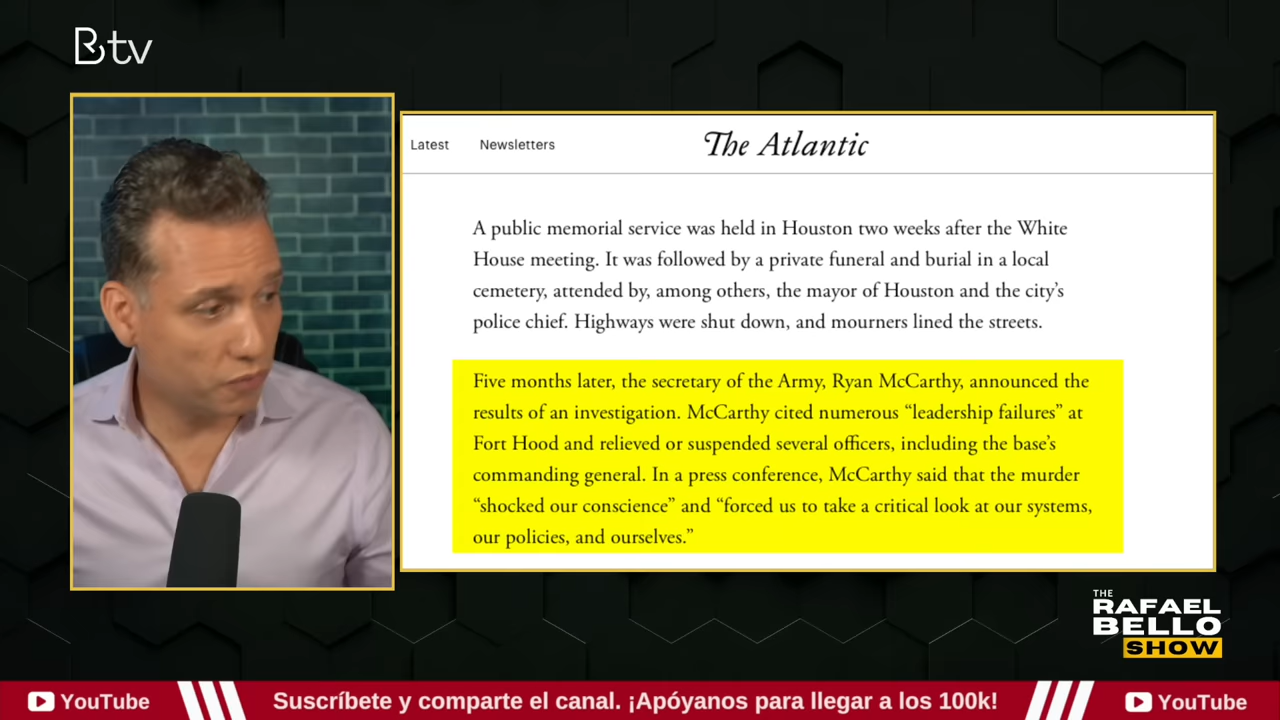 Btv
Latest
Newsletters
The Atlantic
A public memorial service was held in Houston two weeks after the White
House meeting. It was followed by a private funeral and burial in a local
cemetery, attended by, among others, the mayor of Houston and the city’s
police chief. Highways were shut down, and mourners lined the streets.
Five months later, the secretary of the Army, Ryan McCarthy, announced the
results of an investigation. McCarthy cited numerous “leadership failures” at
Fort Hood and relieved or suspended several officers, including the base’s
commanding general. In a press conference, McCarthy said that the murder
“shocked our conscience” and “forced us to take a critical look at our systems,
our policies, and ourselves.”
THE
RAFAEL
BELLO
SHOW
YouTube
Suscríbete y comparte el canal. ¡Apóyanos para llegar a los 100k!
YouTube